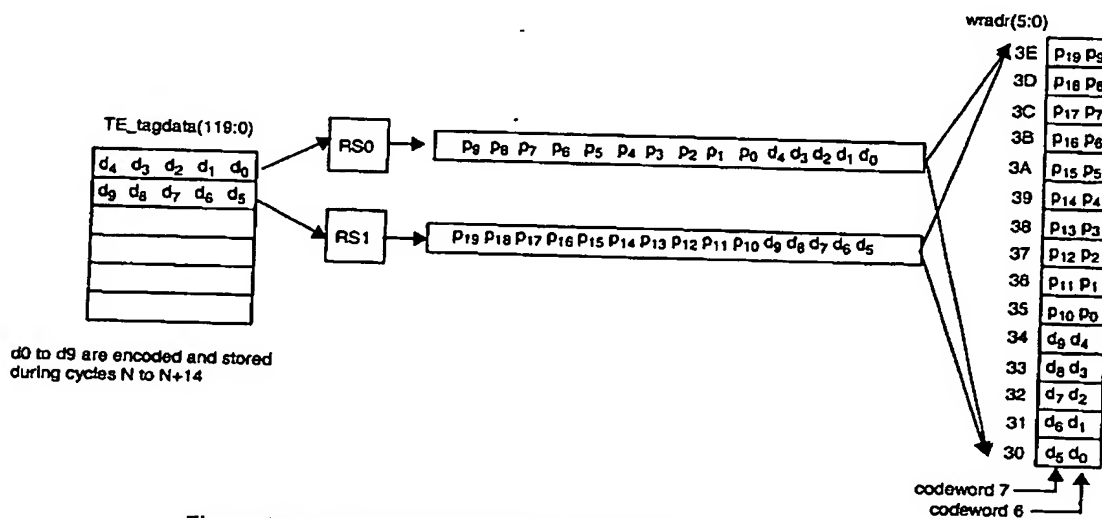 wradr(5:0)
3E p19 p9
3D p18 p8
3C p17 p7
3B p16 p6
3A p15 p5
39 p14 p4
38 p13 p3
37 p12 p2
36 p11 p1
35 p10 p0
34 d9 d4
33 d8 d3
32 d7 d2
31 d6 d1
30 d5 d0
codeword 7
codeword 6
TE_tagdata(119:0)
d4 d3 d2 d1 d0
d9 d8 d7 d6 d5
RS0
p9 p8 p7 p6 p5 p4 p3 p2 p1 p0 d4 d3 d2 d1 d0
RS1
p19 p18 p17 p16 p15 p14 p13 p12 p11 p10 d9 d8 d7 d6 d5
d0 to d9 are encoded and stored
during cycles N to N+14